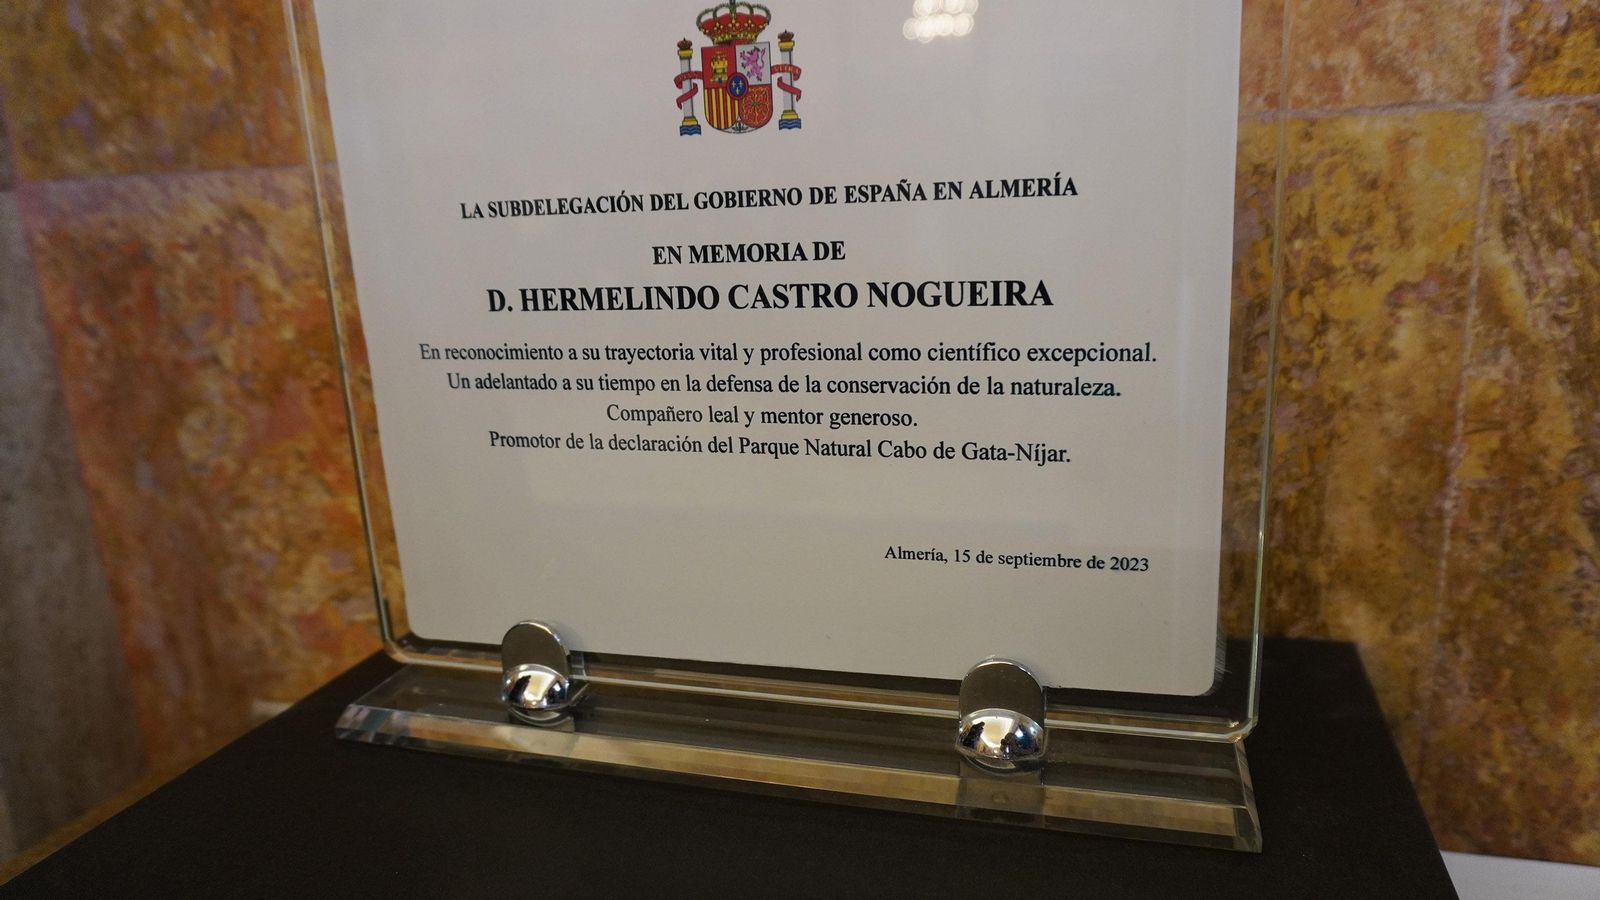 LA SUBDELEGACIÓN DEL GOBIERNO DE ESPAÑA EN ALMERÍA
EN MEMORIA DE
D. HERMELINDO CASTRO NOGUEIRA
En reconocimiento a su trayectoria vital y profesional como científico excepcional.
Un adelantado a su tiempo en la defensa de la conservación de la naturaleza.
Compañero leal y mentor generoso.
Promotor de la declaración del Parque Natural Cabo de Gata-Níjar.
Almería, 15 de septiembre de 2023